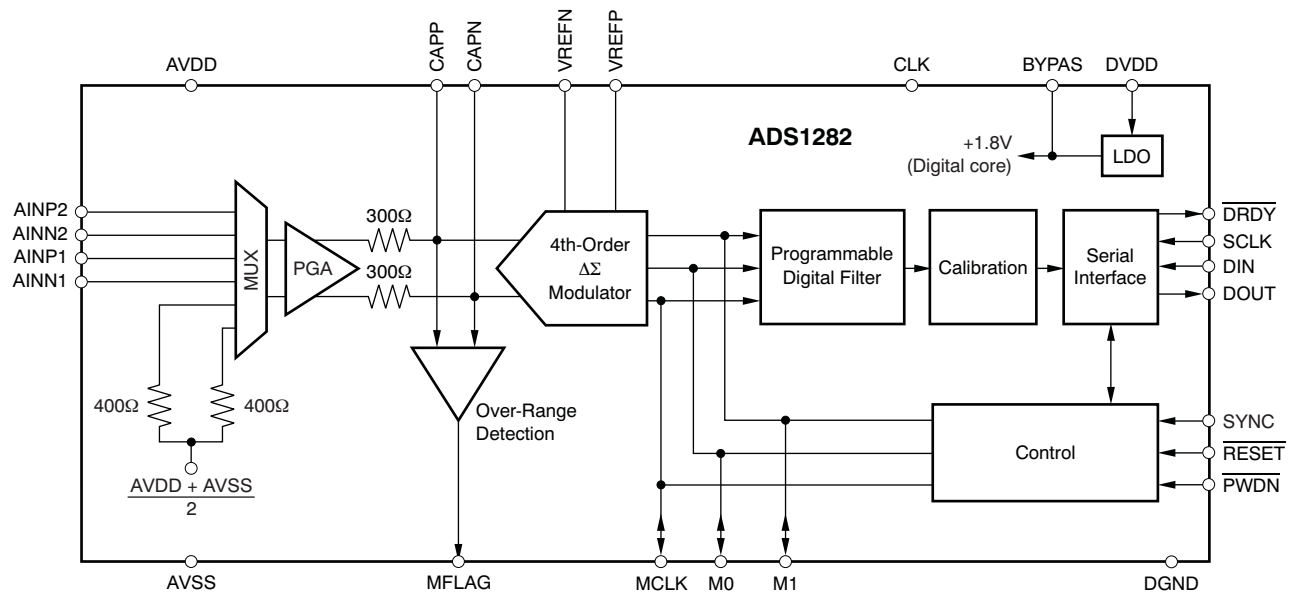 CAPP
CAPN
VREFN
VREFP
AVDD
CLK
BYPAS
DVDD
ADS1282
+1.8V
(Digital core)
LDO
AINP2
AINN2
AINP1
AINN1
MUX
PGA
300Ω
300Ω
4th-Order
ΔΣ
Modulator
Programmable
Digital Filter
Calibration
Serial
Interface
DRDY
SCLK
DIN
DOUT
400Ω
400Ω
AVDD + AVSS
2
Over-Range
Detection
Control
SYNC
RESET
PWDN
AVSS
MFLAG
MCLK
M0
M1
DGND